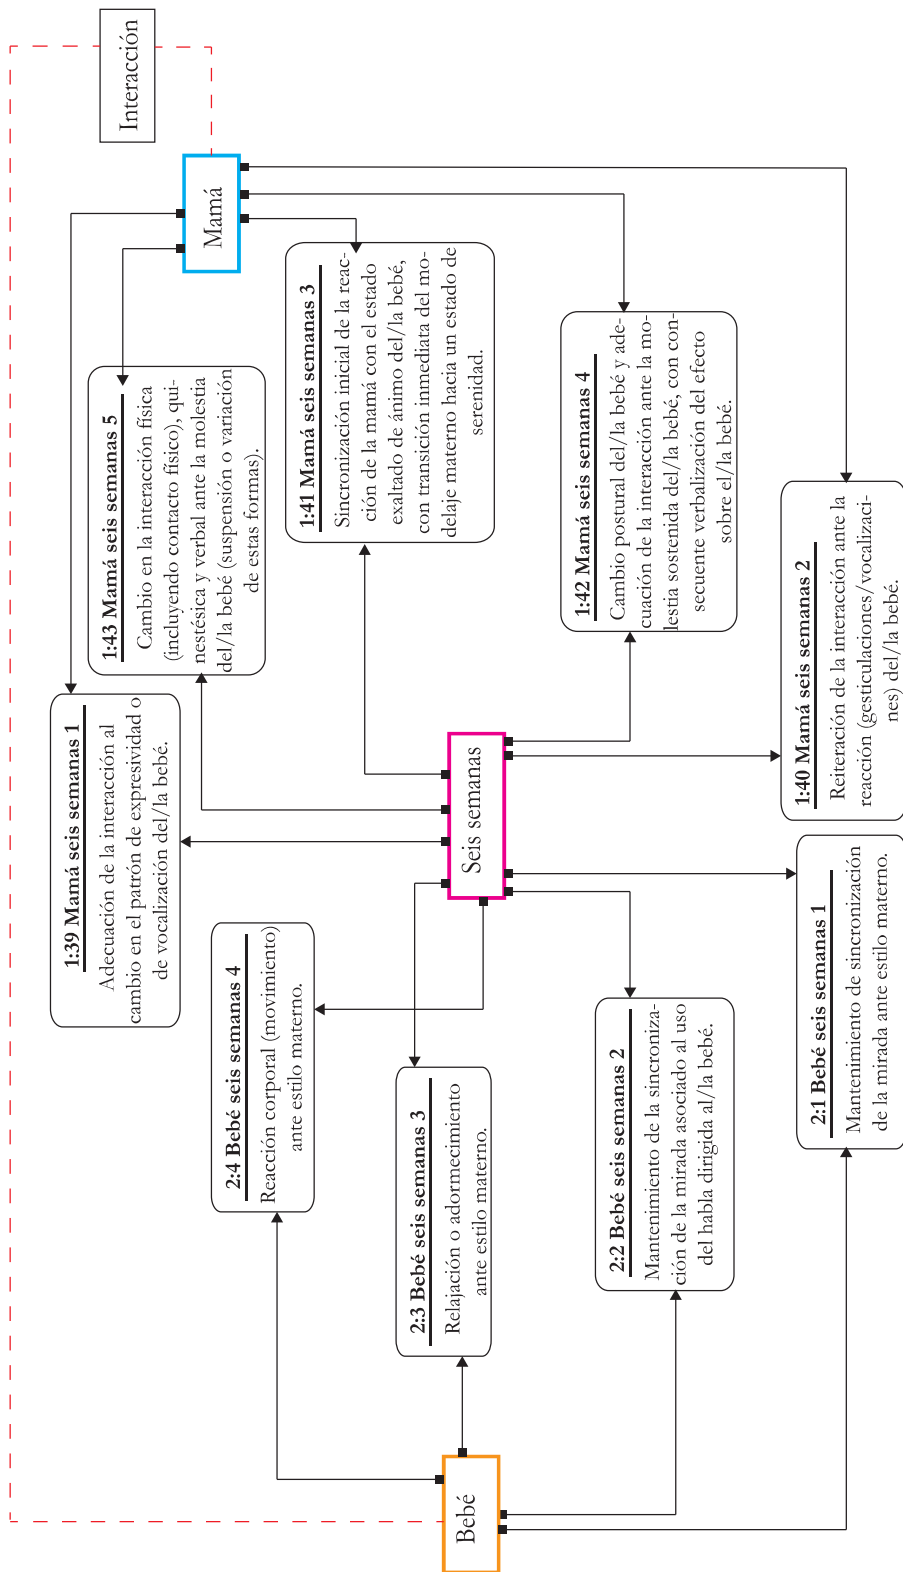 Interacción
Mamá
1:39 Mamá seis semanas 1
Adecuación de la interacción al
cambio en el patrón de expresividad o
de vocalización del/la bebé.
1:43 Mamá seis semanas 5
Cambio en la interacción física
(incluyendo contacto físico), qui-
nestésica y verbal ante la molestia
del/la bebé (suspensión o variación
de estas formas).
1:41 Mamá seis semanas 3
Sincronización inicial de la reac-
ción de la mamá con el estado
exaltado de ánimo del/la bebé,
con transición inmediata del mo-
delaje materno hacia un estado de
serenidad.
1:42 Mamá seis semanas 4
Cambio postural del/la bebé y ade-
cuación de la interacción ante la mo-
lestia sostenida del/la bebé, con con-
secuente verbalización del efecto
sobre el/la bebé.
1:40 Mamá seis semanas 2
Reiteración de la interacción ante la
reacción (gesticulaciones/vocalizaci-
nes) del/la bebé.
Seis semanas
2:4 Bebé seis semanas 4
Reacción corporal (movimiento)
ante estilo materno.
2:3 Bebé seis semanas 3
Relajación o adormecimiento
ante estilo materno.
2:2 Bebé seis semanas 2
Mantenimiento de la sincroniza-
ción de la mirada asociado al uso
del habla dirigida al/la bebé.
2:1 Bebé seis semanas 1
Mantenimiento de sincronización
de la mirada ante estilo materno.
Bebé